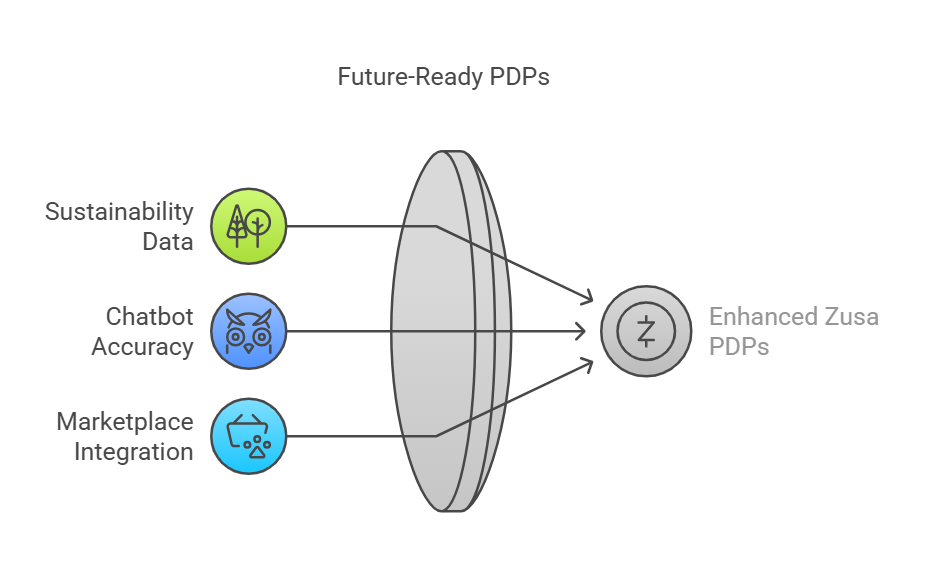 Future-Ready PDPs
Sustainability
Data
Chatbot
Accuracy
Marketplace
Integration
Enhanced Zusa
PDPs